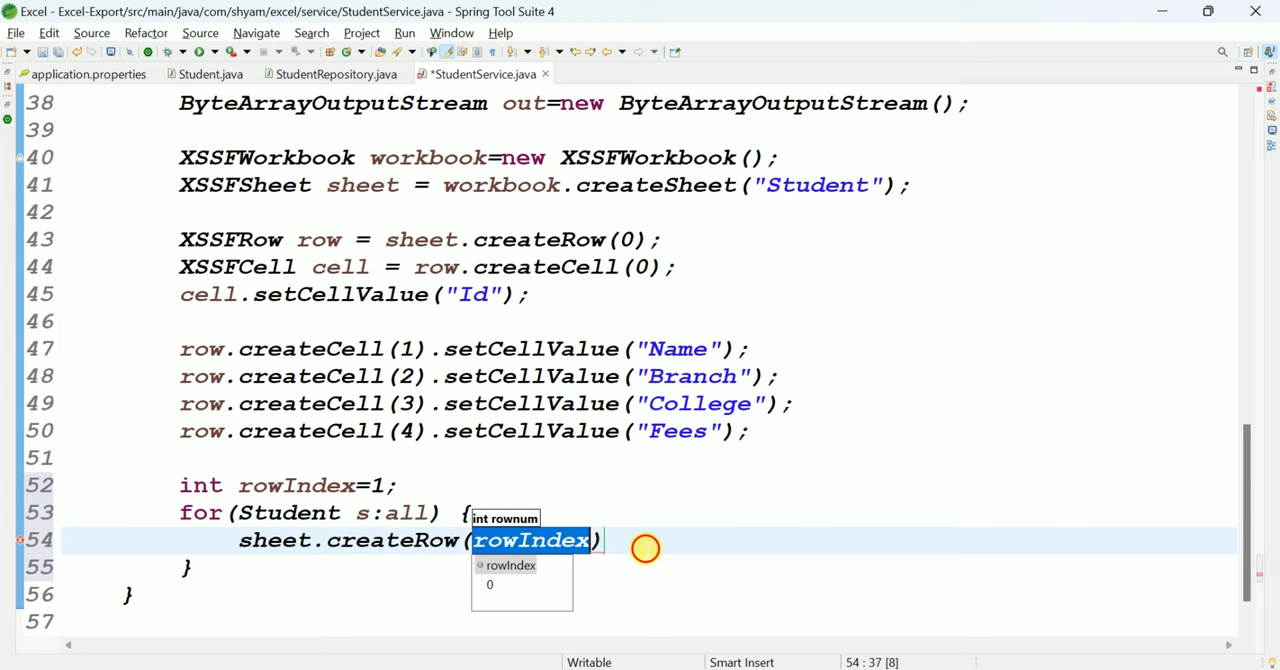 Excel - Excel-Export/src/main/java/com/shyam/excel/service/StudentService.java - Spring Tool Suite 4
File Edit Source Refactor Source Navigate Search Project Run Window Help
application.properties Student.java StudentRepository.java *StudentService.java
38 ByteArrayOutputStream out=new ByteArrayOutputStream();
39
40 XSSFWorkbook workbook=new XSSFWorkbook();
41 XSSFSheet sheet = workbook.createSheet("Student");
42
43 XSSFRow row = sheet.createRow(0);
44 XSSFCell cell = row.createCell(0);
45 cell.setCellValue("Id");
46
47 row.createCell(1).setCellValue("Name");
48 row.createCell(2).setCellValue("Branch");
49 row.createCell(3).setCellValue("College");
50 row.createCell(4).setCellValue("Fees");
51
52 int rowIndex=1;
53 for(Student s:all) {
int rownum
54 sheet.createRow(rowIndex)
rowIndex
55 }
0
56 }
57
Writable Smart Insert 54 : 37 [8]